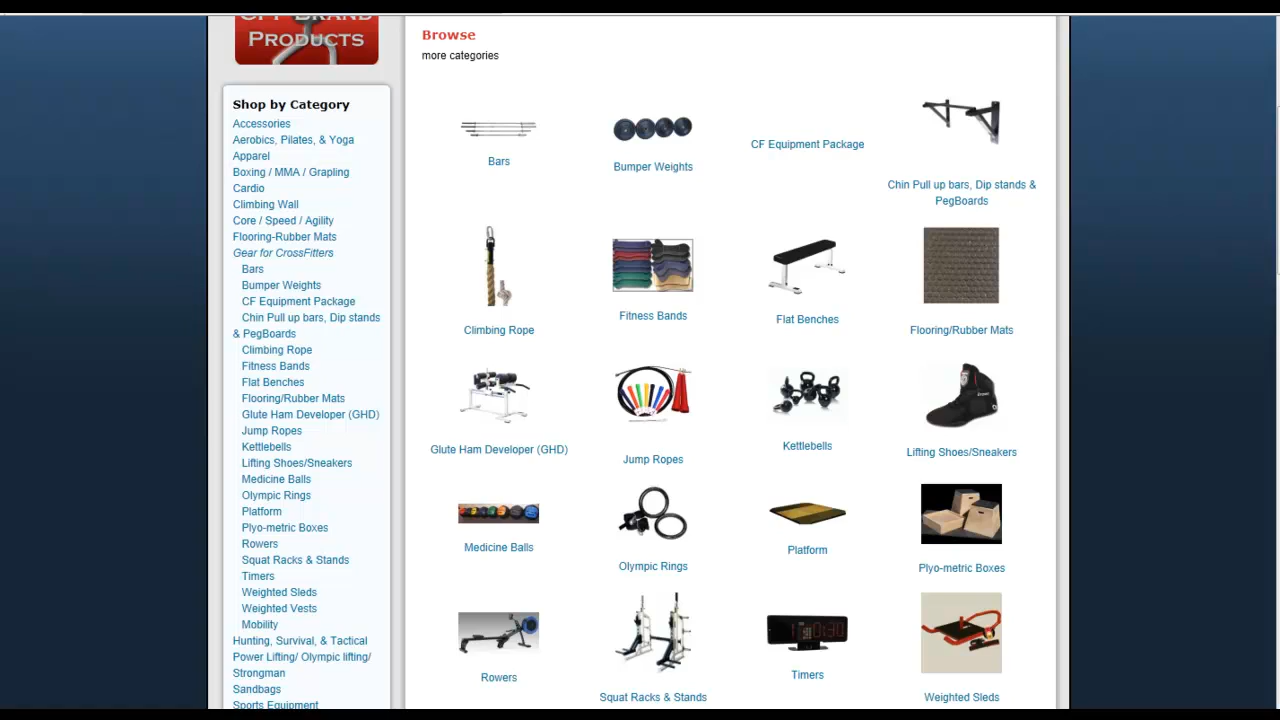 PRODUCTS
Shop by Category
Accessories
Aerobics, Pilates, & Yoga
Apparel
Boxing / MMA / Grapling
Cardio
Climbing Wall
Core / Speed / Agility
Flooring-Rubber Mats
Gear for CrossFitters
Bars
Bumper Weights
CF Equipment Package
Chin Pull up bars, Dip stands
& PegBoards
Climbing Rope
Fitness Bands
Flat Benches
Flooring/Rubber Mats
Glute Ham Developer (GHD)
Jump Ropes
Kettlebells
Lifting Shoes/Sneakers
Medicine Balls
Olympic Rings
Platform
Plyo-metric Boxes
Rowers
Squat Racks & Stands
Timers
Weighted Sleds
Weighted Vests
Mobility
Hunting, Survival, & Tactical
Power Lifting/ Olympic lifting/
Strongman
Sandbags
Sports Equipment
Browse
more categories
Bars
Bumper Weights
CF Equipment Package
Chin Pull up bars, Dip stands &
PegBoards
Climbing Rope
Fitness Bands
Flat Benches
Flooring/Rubber Mats
Glute Ham Developer (GHD)
Jump Ropes
Kettlebells
Lifting Shoes/Sneakers
Medicine Balls
Olympic Rings
Platform
Plyo-metric Boxes
Rowers
Squat Racks & Stands
Timers
Weighted Sleds